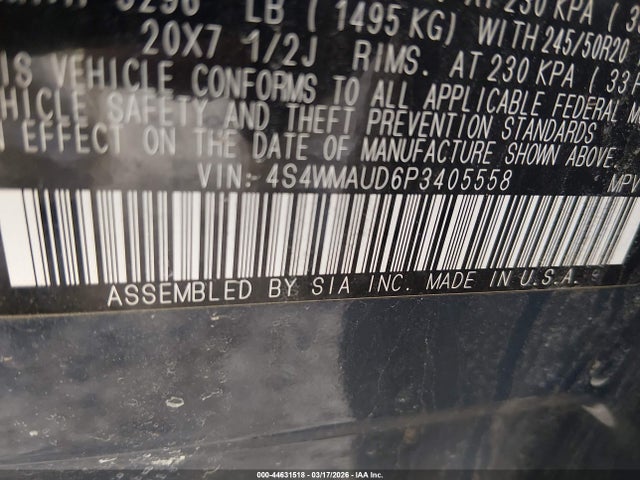 3296 LB ( 1495 KG) WITH 245/50R20
20X7 1/2J RIMS. AT 230 KPA ( 33
IS VEHICLE CONFORMS TO ALL APPLICABLE FEDERAL M
HICLE SAFETY AND THEFT PREVENTION STANDARDS
N EFFECT ON THE DATE OF MANUFACTURE SHOWN ABOVE.
VIN: 4S4WMAUD6P3405558 MPV
ASSEMBLED BY SIA INC. MADE IN U.S.A.
000-44631518 - 03/17/2026 - IAA Inc.